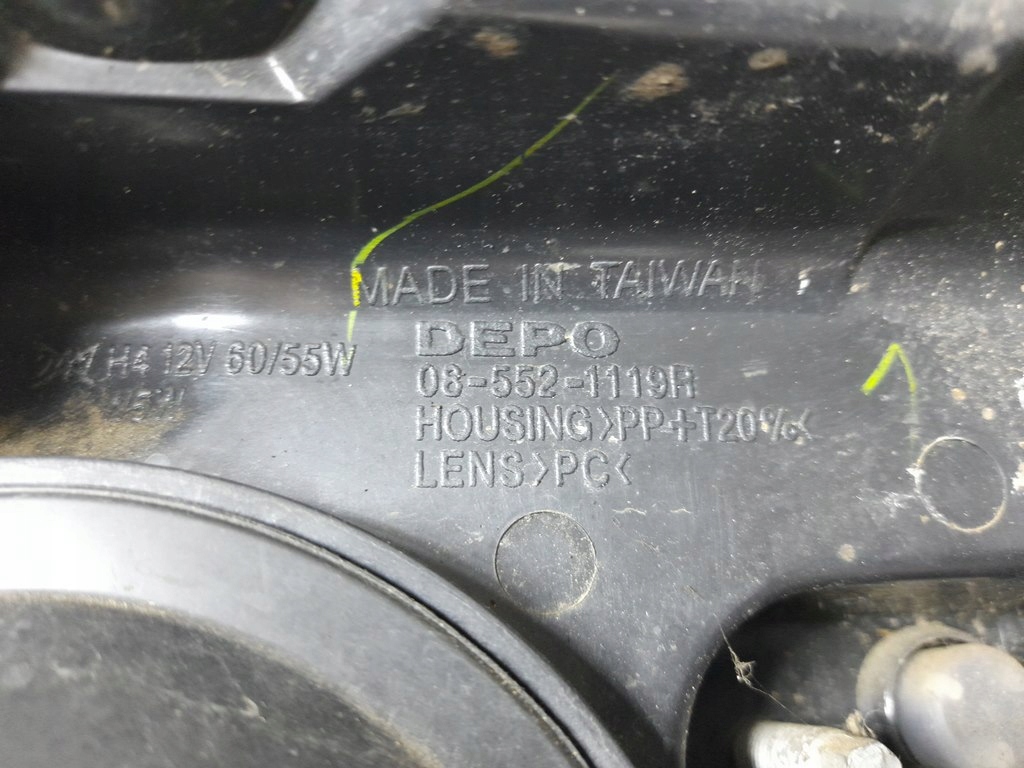 MADE IN TAIWAN
DEPO
H4 12V 60/55W
08-552-1119R
HOUSING>PP+T20%<
LENS>PC<